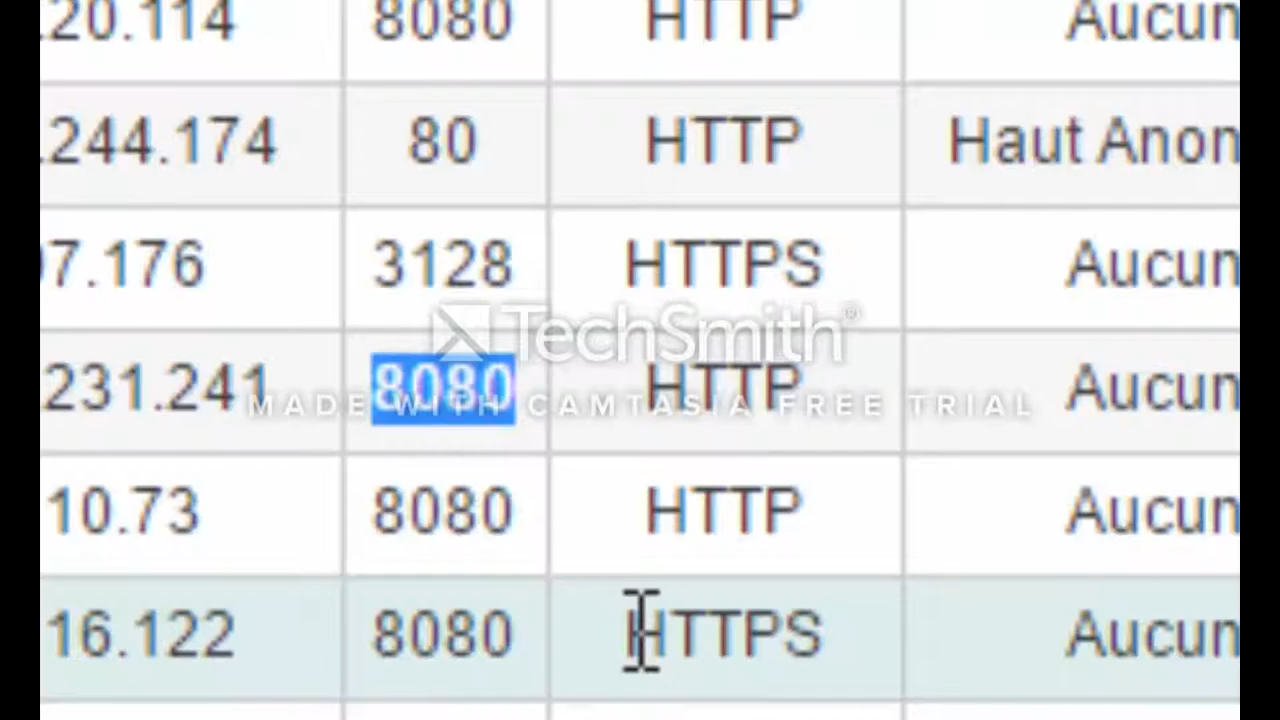 .20.114 8080 HTTP Aucun
.244.174 80 HTTP Haut Anon
07.176 3128 HTTPS Aucun
TechSmith®
231.241 8080 HTTP Aucun
MADE WITH CAMTASIA FREE TRIAL
10.73 8080 HTTP Aucun
16.122 8080 HTTPS Aucun